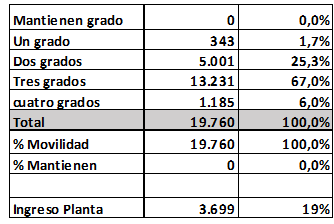 Mantienen grado 0 0,0%
Un grado 343 1,7%
Dos grados 5.001 25,3%
Tres grados 13.231 67,0%
cuatro grados 1.185 6,0%
Total 19.760 100,0%
% Movilidad 19.760 100,0%
% Mantienen 0 0,0%
Ingreso Planta 3.699 19%